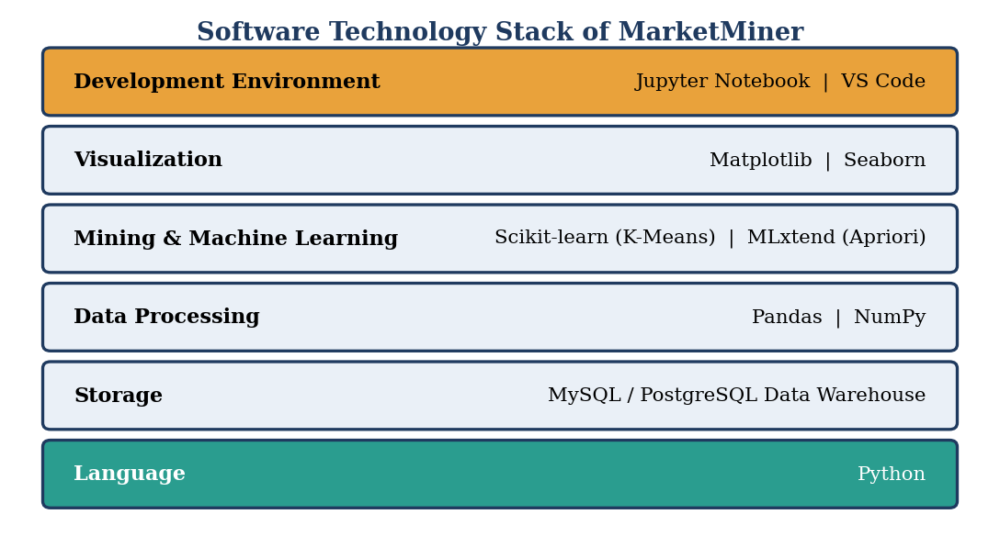 Software Technology Stack of MarketMiner
Development Environment Jupyter Notebook | VS Code
Visualization Matplotlib | Seaborn
Mining & Machine Learning Scikit-learn (K-Means) | MLxtend (Apriori)
Data Processing Pandas | NumPy
Storage MySQL / PostgreSQL Data Warehouse
Language Python